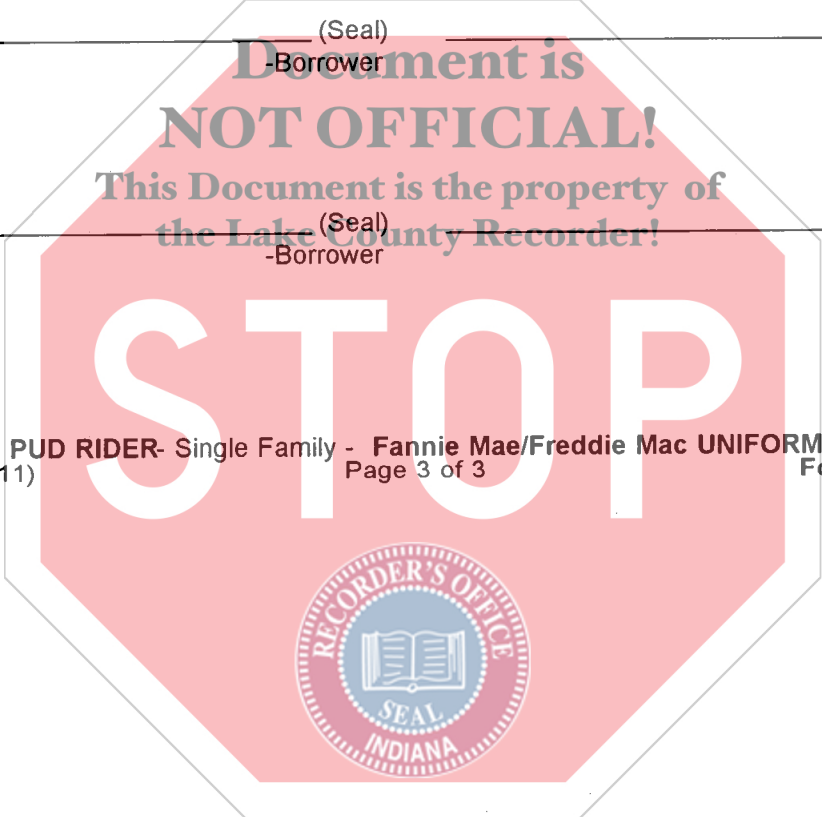 (Seal)
Document is
-Borrower
NOT OFFICIAL!
This Document is the property of
(Seal)
the Lake County Recorder!
-Borrower
STOP
PUD RIDER- Single Family - Fannie Mae/Freddie Mac UNIFORM
11) Page 3 of 3 Fo
RECORDER'S OFFICE
SEAL
INDIANA